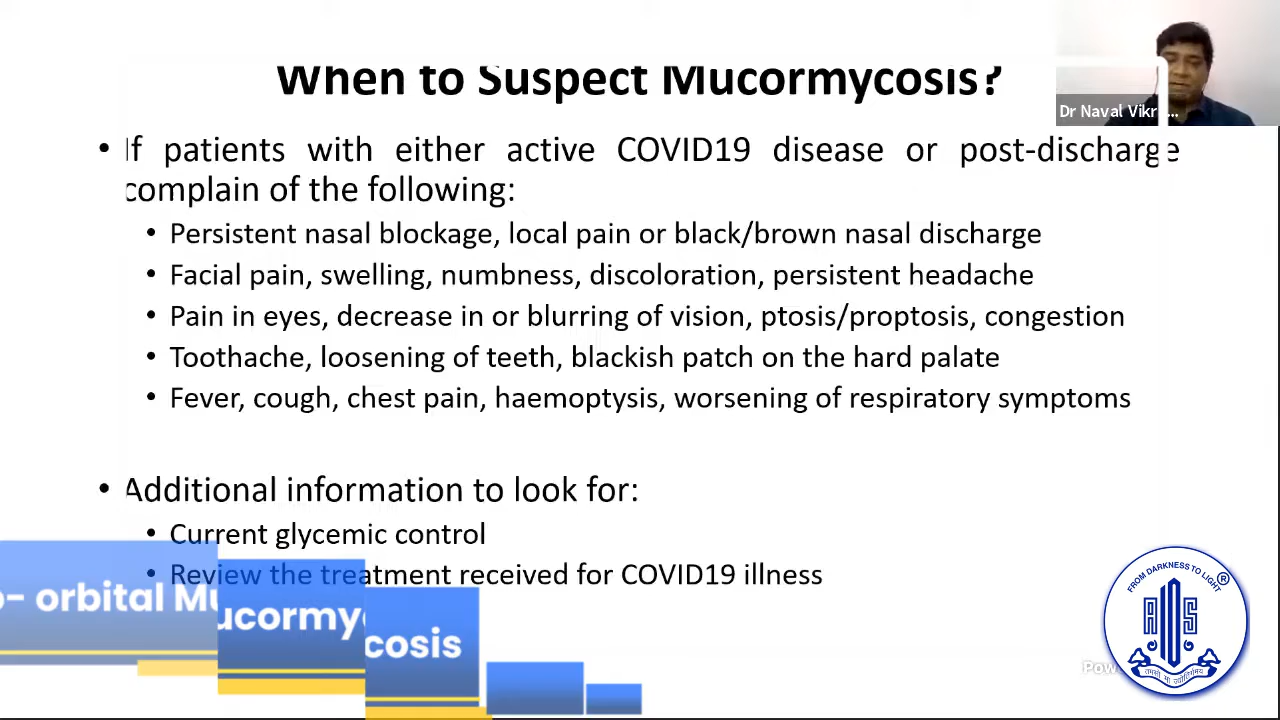 When to Suspect Mucormycosis?
Dr Naval Vikr...
• If patients with either active COVID19 disease or post-discharge
complain of the following:
• Persistent nasal blockage, local pain or black/brown nasal discharge
• Facial pain, swelling, numbness, discoloration, persistent headache
• Pain in eyes, decrease in or blurring of vision, ptosis/proptosis, congestion
• Toothache, loosening of teeth, blackish patch on the hard palate
• Fever, cough, chest pain, haemoptysis, worsening of respiratory symptoms
• Additional information to look for:
• Current glycemic control
• Review the treatment received for COVID19 illness
o- orbital Mu
ucormyc
cosis
FROM DARKNESS TO LIGHT
®
AIS
तमसो मा ज्योतिर्गमय
Pow